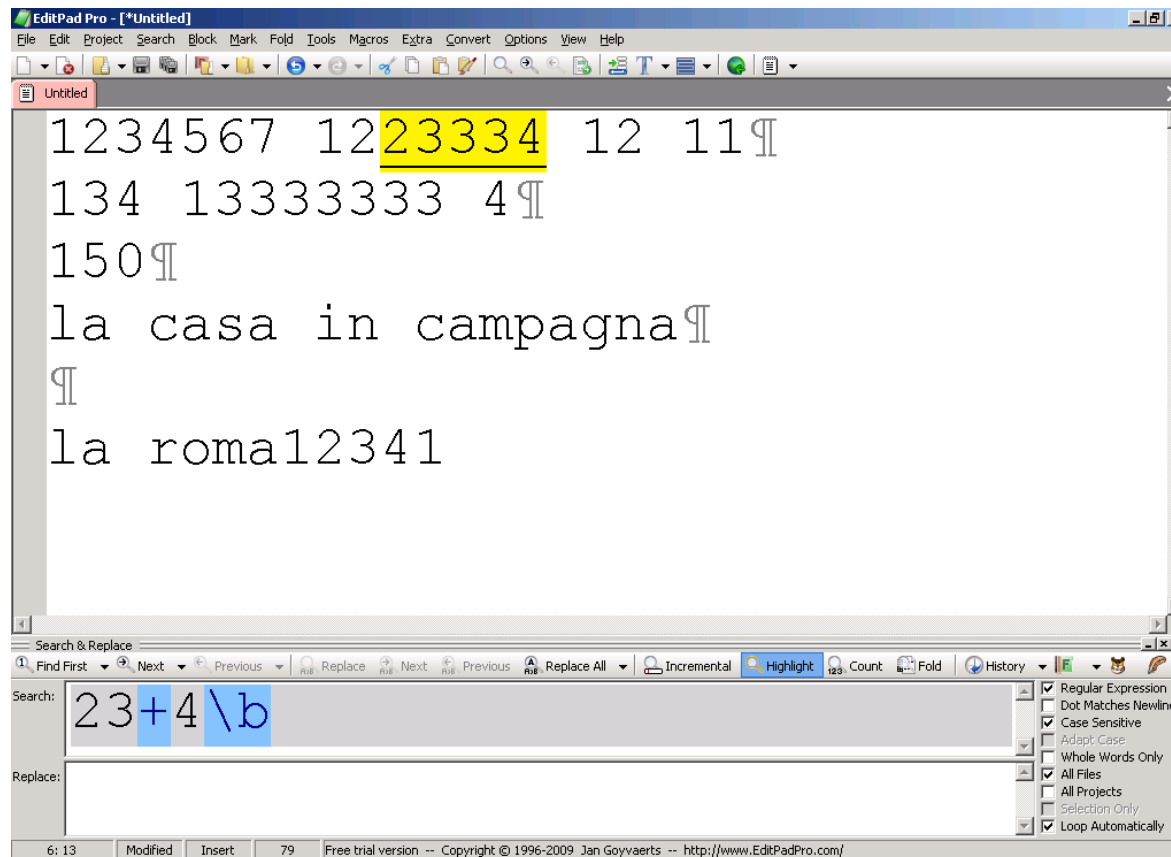 EditPad Pro - [*Untitled]
File Edit Project Search Block Mark Fold Tools Macros Extra Convert Options View Help
Untitled
1234567 1223334 12 11¶
134 13333333 4¶
150¶
la casa in campagna¶
¶
la roma12341
Search & Replace
Find First Next Previous Replace Next Previous Replace All Incremental Highlight Count Fold History
Search: 23+4\b
Regular Expression
Dot Matches Newline
Case Sensitive
Adapt Case
Whole Words Only
Replace:
All Files
All Projects
Selection Only
Loop Automatically
6: 13 Modified Insert 79 Free trial version -- Copyright © 1996-2009 Jan Goyvaerts -- http://www.EditPadPro.com/